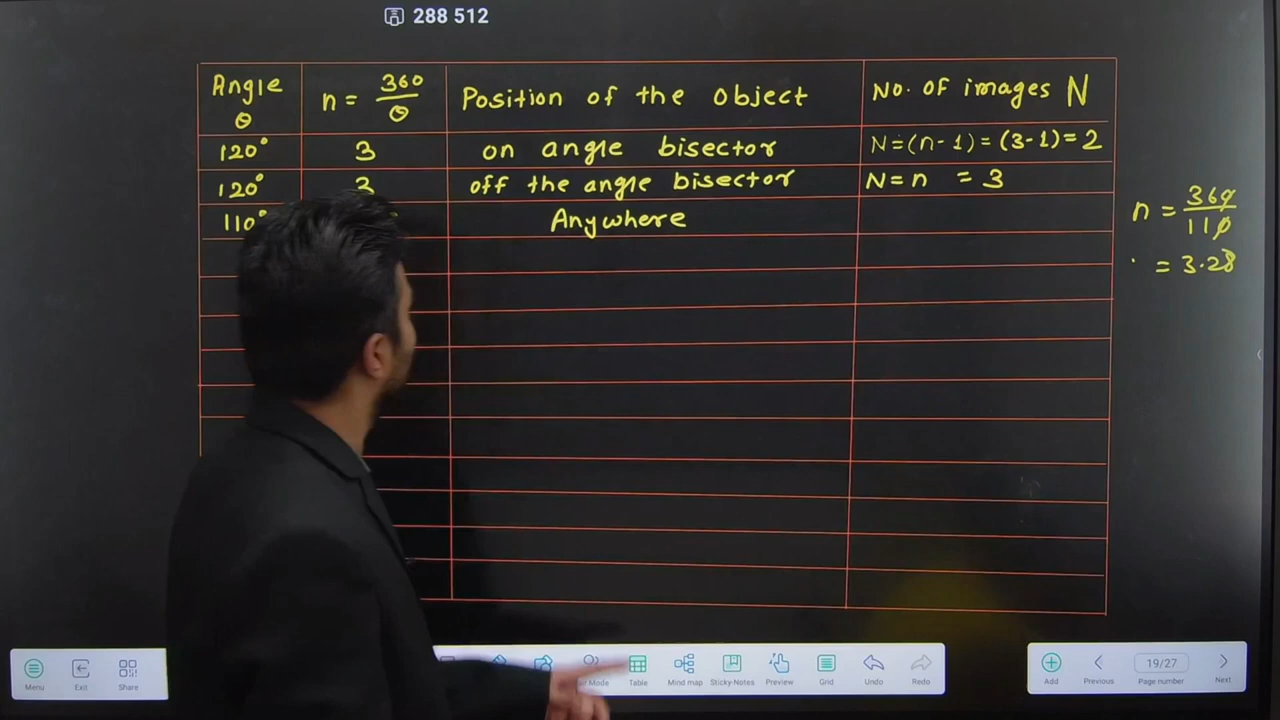 288 512
Angle θ | n = 360/θ | Position of the object | No. of images N
120° | 3 | on angle bisector | N=(n-1) = (3-1) = 2
120° | 3 | off the angle bisector | N=n = 3
110° | Anywhere
n = 360/110
= 3.28
Menu Exit Share Table Mind map Sticky-Notes Preview Grid Undo Redo
Add Previous 19/27 Page number Next